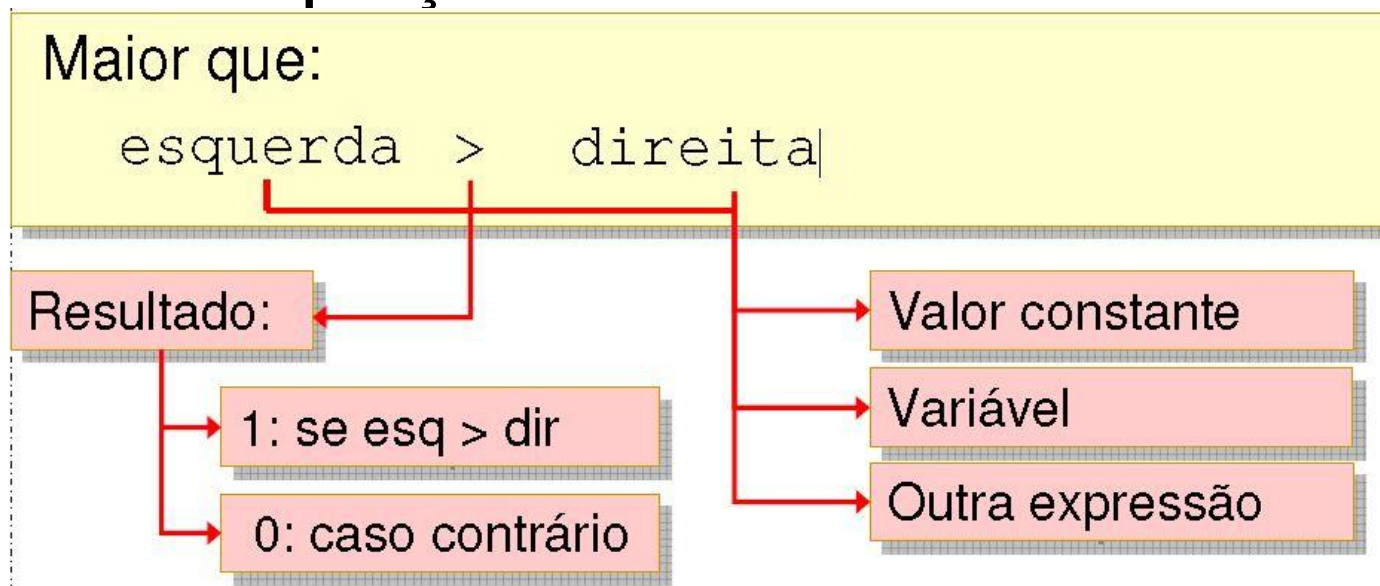 Maior que:
esquerda > direita
Resultado:
1: se esq > dir
0: caso contrário
Valor constante
Variável
Outra expressão